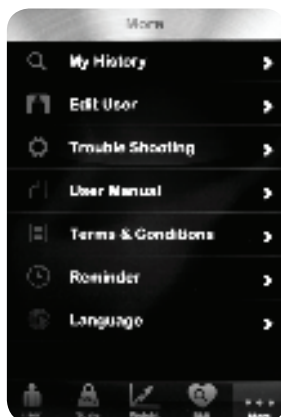 More
My History
Edit User
Trouble Shooting
User Manual
Terms & Conditions
Reminder
Language
More